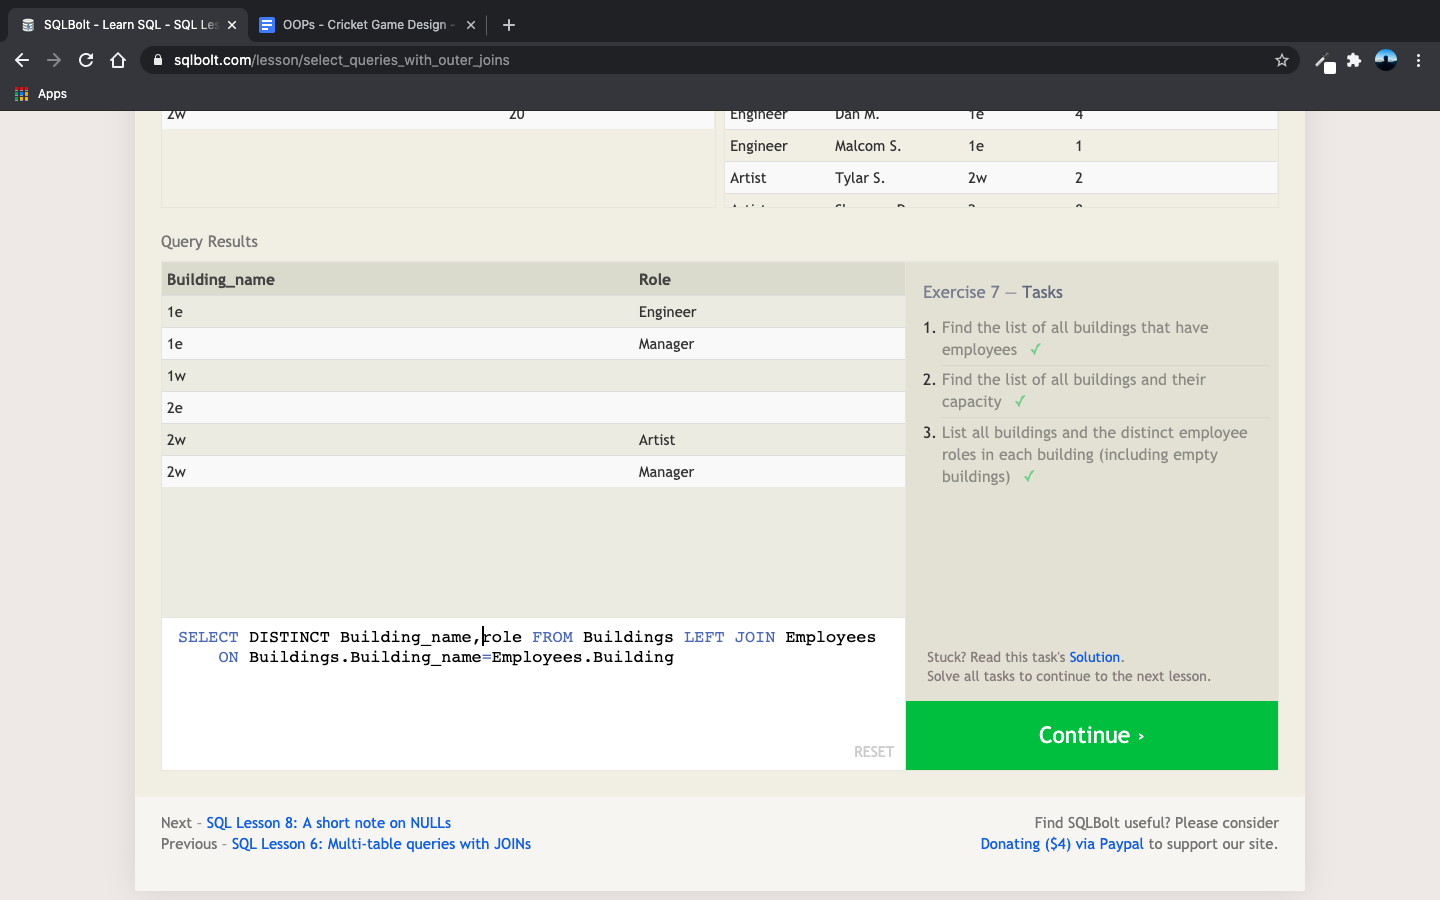 SQLBolt - Learn SQL - SQL Les
OOPs - Cricket Game Design -
sqlbolt.com/lesson/select_queries_with_outer_joins
Apps
2w 20
Engineer Dan M. 1e 4
Engineer Malcom S. 1e 1
Artist Tylar S. 2w 2
Query Results
Building_name Role
1e Engineer
1e Manager
1w
2e
2w Artist
2w Manager
SELECT DISTINCT Building_name,role FROM Buildings LEFT JOIN Employees
ON Buildings.Building_name=Employees.Building
RESET
Exercise 7 — Tasks
1. Find the list of all buildings that have
employees ✓
2. Find the list of all buildings and their
capacity ✓
3. List all buildings and the distinct employee
roles in each building (including empty
buildings) ✓
Stuck? Read this task's Solution.
Solve all tasks to continue to the next lesson.
Continue ›
Next – SQL Lesson 8: A short note on NULLs
Previous – SQL Lesson 6: Multi-table queries with JOINs
Find SQLBolt useful? Please consider
Donating ($4) via Paypal to support our site.